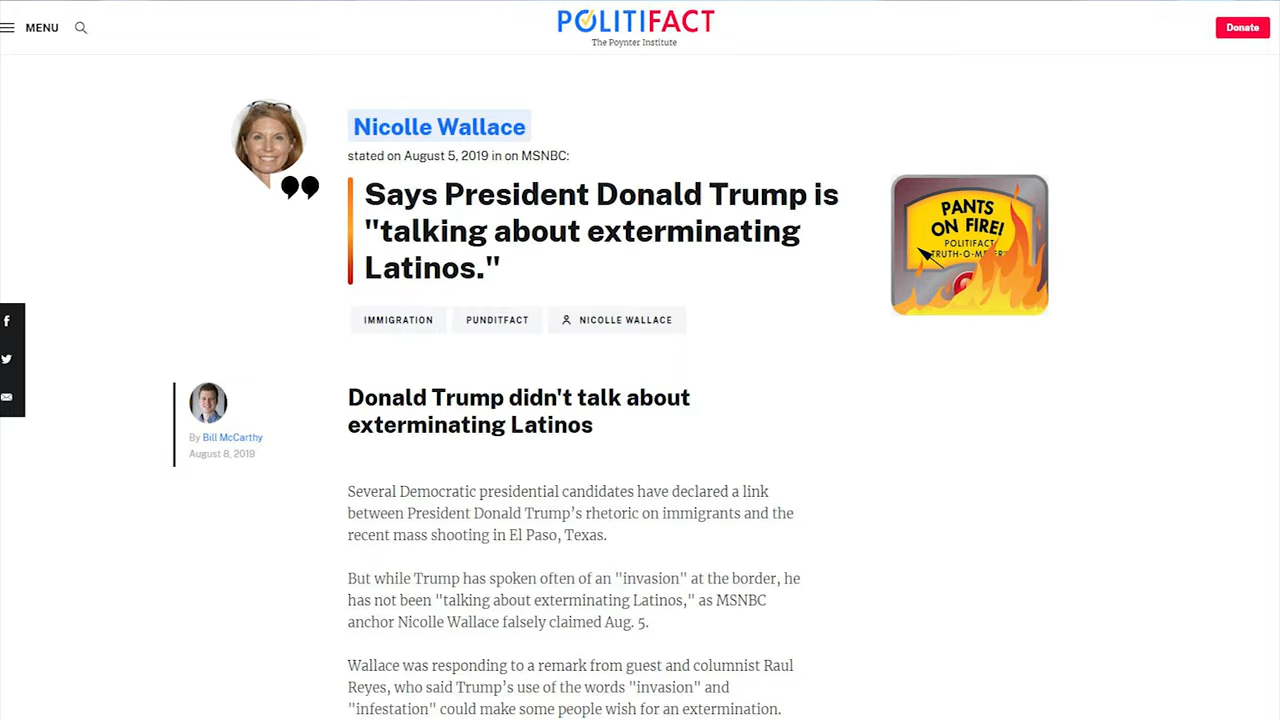 MENU
POLITIFACT
The Poynter Institute
Donate
Nicolle Wallace
stated on August 5, 2019 in on MSNBC:
Says President Donald Trump is
"talking about exterminating
Latinos."
PANTS
ON FIRE!
POLITIFACT
TRUTH-O-METER
IMMIGRATION
PUNDITFACT
NICOLLE WALLACE
By Bill McCarthy
August 8, 2019
Donald Trump didn't talk about
exterminating Latinos
Several Democratic presidential candidates have declared a link
between President Donald Trump’s rhetoric on immigrants and the
recent mass shooting in El Paso, Texas.
But while Trump has spoken often of an "invasion" at the border, he
has not been "talking about exterminating Latinos," as MSNBC
anchor Nicolle Wallace falsely claimed Aug. 5.
Wallace was responding to a remark from guest and columnist Raul
Reyes, who said Trump’s use of the words "invasion" and
"infestation" could make some people wish for an extermination.